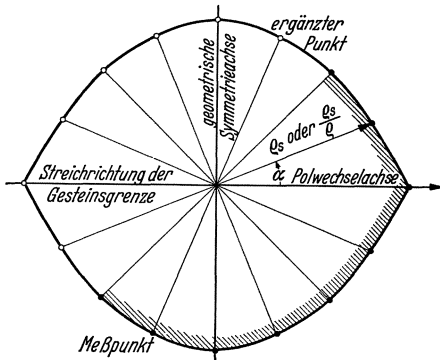 ergänzter
Punkt
geometrische
Symmetrieachse
ϱs oder ϱs/ϱ
α
Streichrichtung der
Gesteinsgrenze
Polwechselachse
Meßpunkt